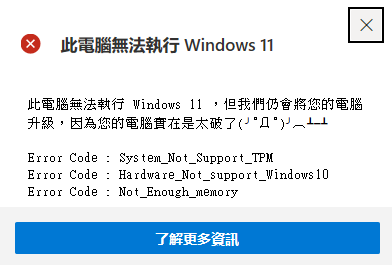 此電腦無法執行 Windows 11
此電腦無法執行 Windows 11 ,但我們仍會將您的電腦
升級,因為您的電腦實在是太破了(╯°Д°)╯︵┻━┻
Error Code : System_Not_Support_TPM
Error Code : Hardware_Not_support_Windows10
Error Code : Not_Enough_memory
了解更多資訊